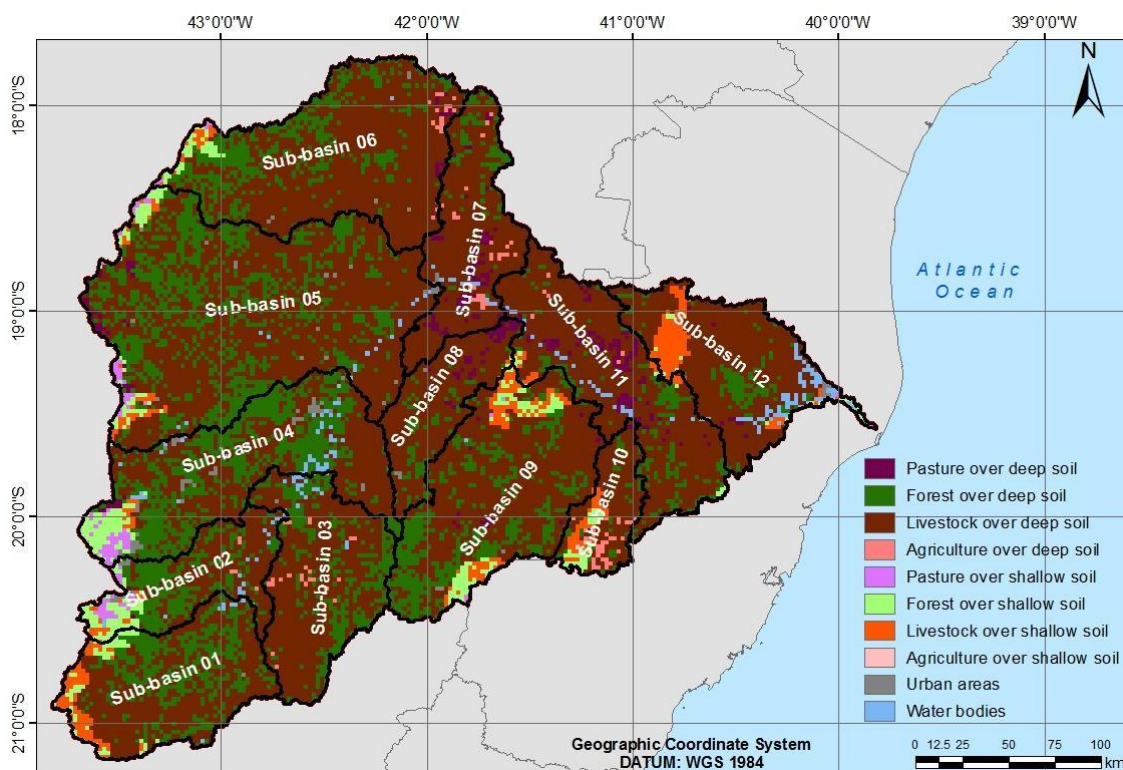 43°0'0"W 42°0'0"W 41°0'0"W 40°0'0"W 39°0'0"W
N
18°0'0"S
Sub-basin 06
Sub-basin 07
Atlantic
Ocean
Sub-basin 05
19°0'0"S
Sub-basin 11
Sub-basin 12
Sub-basin 08
Sub-basin 04
Sub-basin 09
Sub-basin 10
20°0'0"S
Sub-basin 03
Sub-basin 02
Sub-basin 01
21°0'0"S
Pasture over deep soil
Forest over deep soil
Livestock over deep soil
Agriculture over deep soil
Pasture over shallow soil
Forest over shallow soil
Livestock over shallow soil
Agriculture over shallow soil
Urban areas
Water bodies
Geographic Coordinate System
DATUM: WGS 1984
0 12.5 25 50 75 100
km